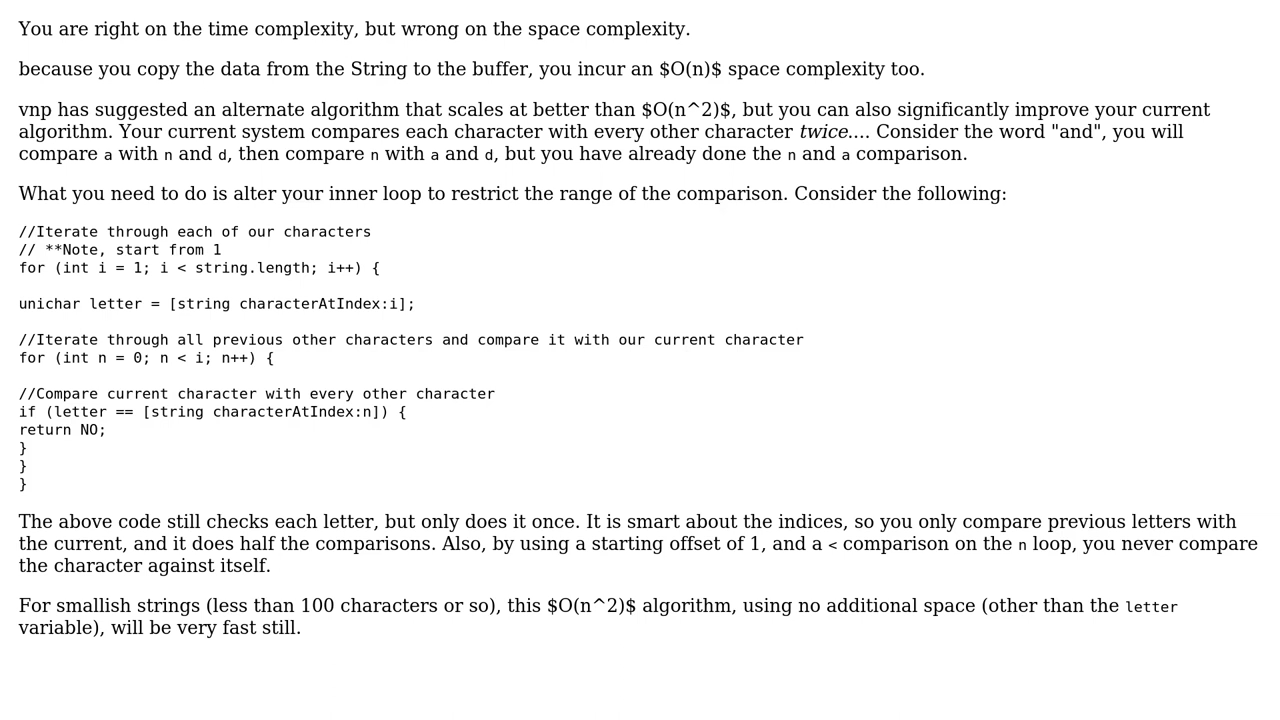 You are right on the time complexity, but wrong on the space complexity.
because you copy the data from the String to the buffer, you incur an $O(n)$ space complexity too.
vnp has suggested an alternate algorithm that scales at better than $O(n^2)$, but you can also significantly improve your current
algorithm. Your current system compares each character with every other character twice.... Consider the word "and", you will
compare a with n and d, then compare n with a and d, but you have already done the n and a comparison.
What you need to do is alter your inner loop to restrict the range of the comparison. Consider the following:
//Iterate through each of our characters
// **Note, start from 1
for (int i = 1; i < string.length; i++) {
unichar letter = [string characterAtIndex:i];
//Iterate through all previous other characters and compare it with our current character
for (int n = 0; n < i; n++) {
//Compare current character with every other character
if (letter == [string characterAtIndex:n]) {
return NO;
}
}
}
The above code still checks each letter, but only does it once. It is smart about the indices, so you only compare previous letters with
the current, and it does half the comparisons. Also, by using a starting offset of 1, and a < comparison on the n loop, you never compare
the character against itself.
For smallish strings (less than 100 characters or so), this $O(n^2)$ algorithm, using no additional space (other than the letter
variable), will be very fast still.